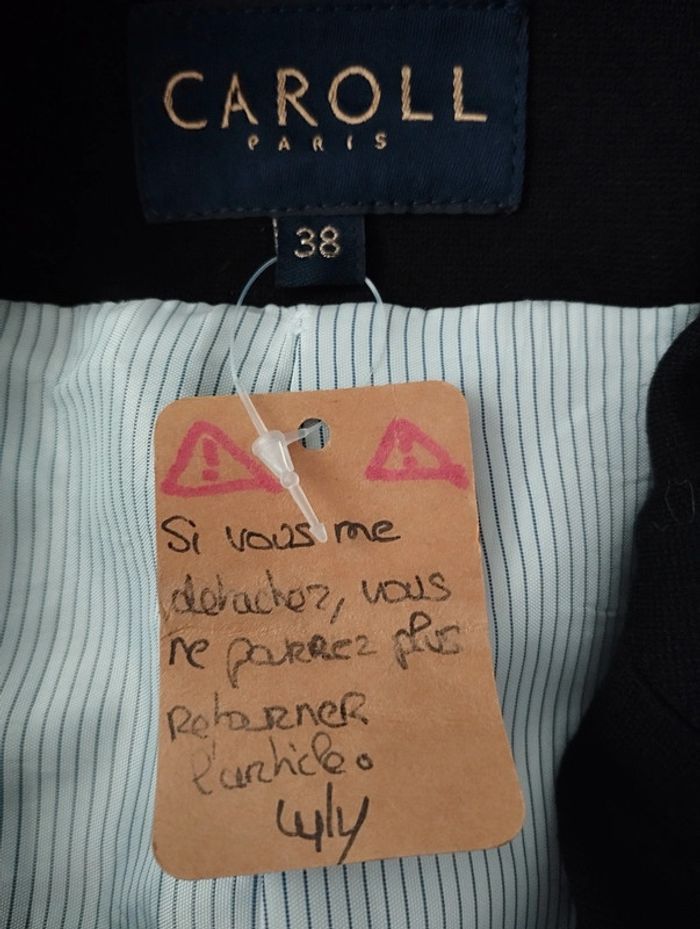 CAROLL
PARIS
38
Si vous me
detachez, vous
ne pourrez plus
Retourner
l'article.
Lyly